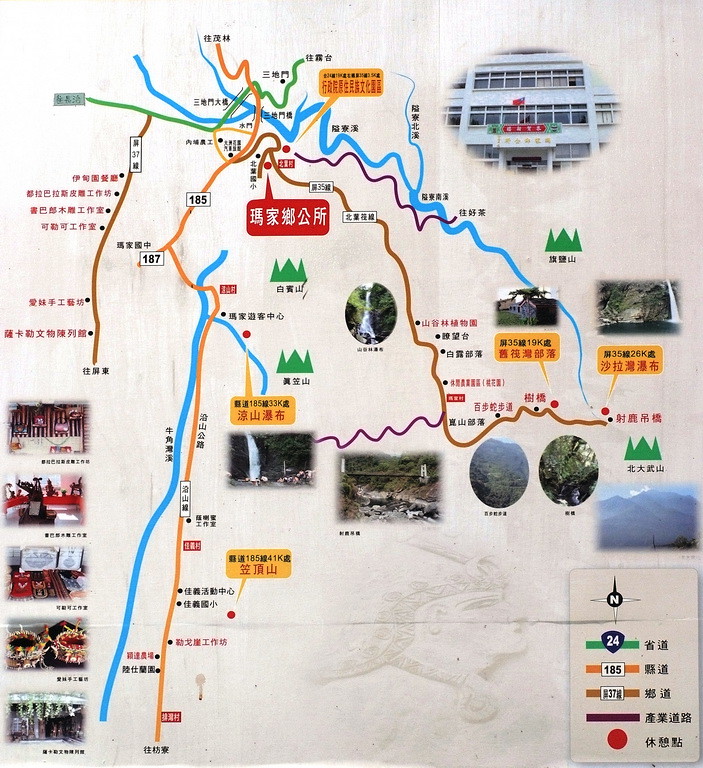 往茂林
往霧台
三地門
台24線19K處右轉屏35線3.5K處
行政院原住民族文化園區
三地門大橋
三地門橋
水門
內埔農工
隘寮溪
隘寮北溪
北葉村
北葉國小
屏37線
伊甸園餐廳
都拉巴拉斯皮雕工作坊
書巴郎木雕工作室
可勒可工作室
185
屏35線
北葉筏線
瑪家鄉公所
隘寮南溪
往好茶
瑪家國中
187
旗鹽山
白賓山
涼山村
瑪家遊客中心
愛妹手工藝坊
薩卡勒文物陳列館
往屏東
山谷林瀑布
山谷林植物園
瞭望台
白露部落
屏35線19K處
舊筏灣部落
屏35線26K處
沙拉灣瀑布
真笠山
休閒農業園區(桃花園)
瑪家村
樹橋
百步蛇步道
射鹿吊橋
縣道185線33K處
涼山瀑布
崑山部落
沿山公路
牛角灣溪
北大武山
都拉巴拉斯皮雕工作坊
射鹿吊橋
百步蛇步道
樹橋
沿山線
工作室
書巴郎木雕工作室
佳義村
縣道185線41K處
笠頂山
佳義活動中心
佳義國小
可勒可工作室
勒戈崖工作坊
穎達農場
陸仕蘭園
愛妹手工藝坊
排灣村
往枋寮
薩卡勒文物陳列館
N
24
省道
185
縣道
屏37線
鄉道
產業道路
休憩點